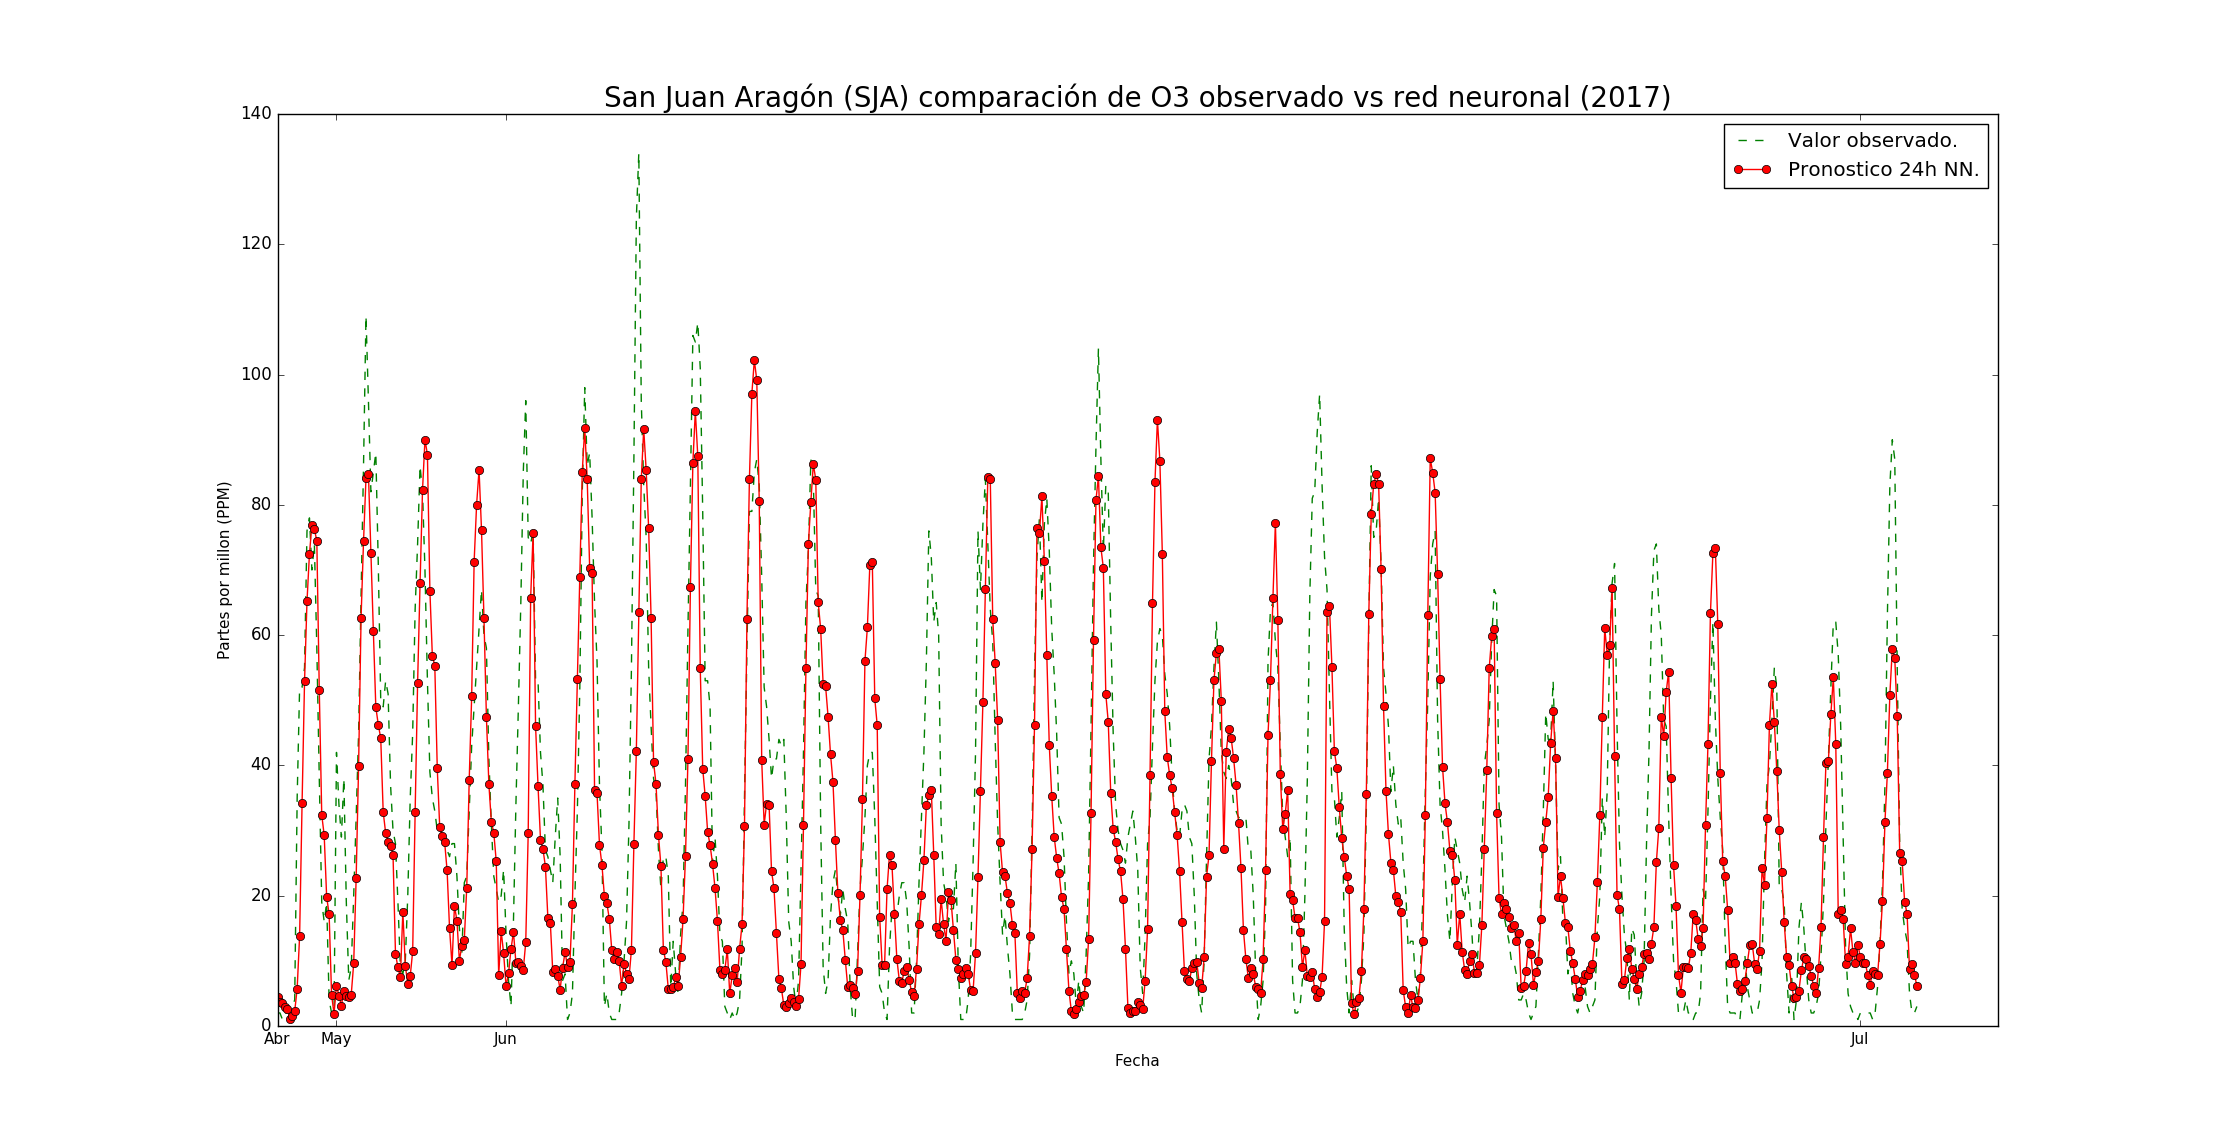 San Juan Aragón (SJA) comparación de O3 observado vs red neuronal (2017)
140
120
100
80
60
40
20
0
Partes por millon (PPM)
Valor observado.
Pronostico 24h NN.
Abr May Jun Jul
Fecha